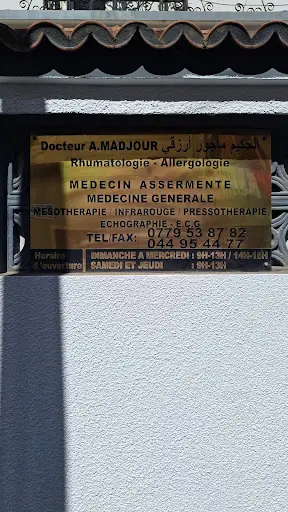 Docteur A.MADJOUR الحكيم ماجور أرزقي
Rhumatologie - Allergologie
MEDECIN ASSERMENTE
MEDECINE GENERALE
MESOTHERAPIE / INFRAROUGE / PRESSOTHERAPIE
ECHOGRAPHIE - E.C.G
TEL/FAX: 0779 53 87 82
044 95 44 77
Horaire d'ouverture
DIMANCHE A MERCREDI : 9H-13H / 14H-16H
SAMEDI ET JEUDI : 9H-13H